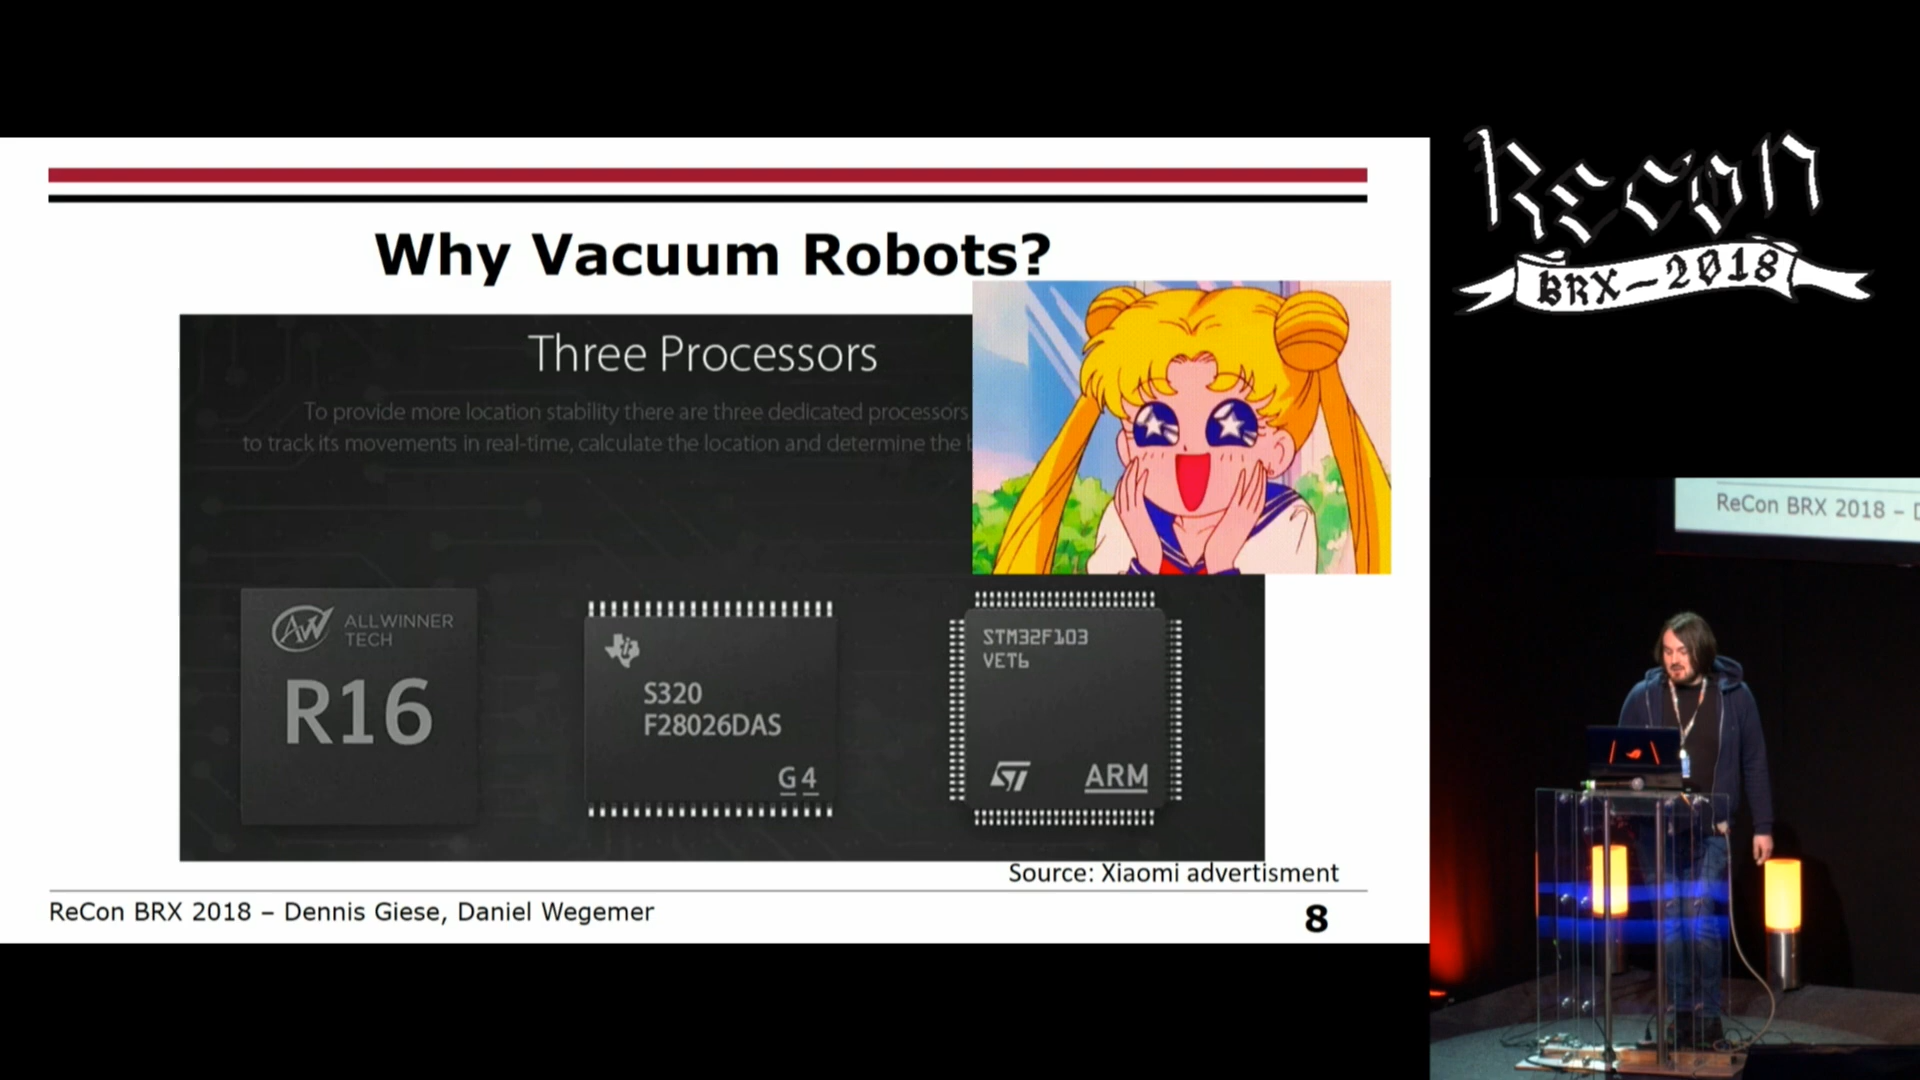 Why Vacuum Robots?
Three Processors
To provide more location stability there are three dedicated processors
to track its movements in real-time, calculate the location and determine the
ALLWINNER
TECH
R16
S320
F28026DAS
G4
STM32F103
VET6
ST
ARM
Source: Xiaomi advertisment
ReCon BRX 2018 – Dennis Giese, Daniel Wegemer
8
Recon
BRX-2018
ReCon BRX 2018 –